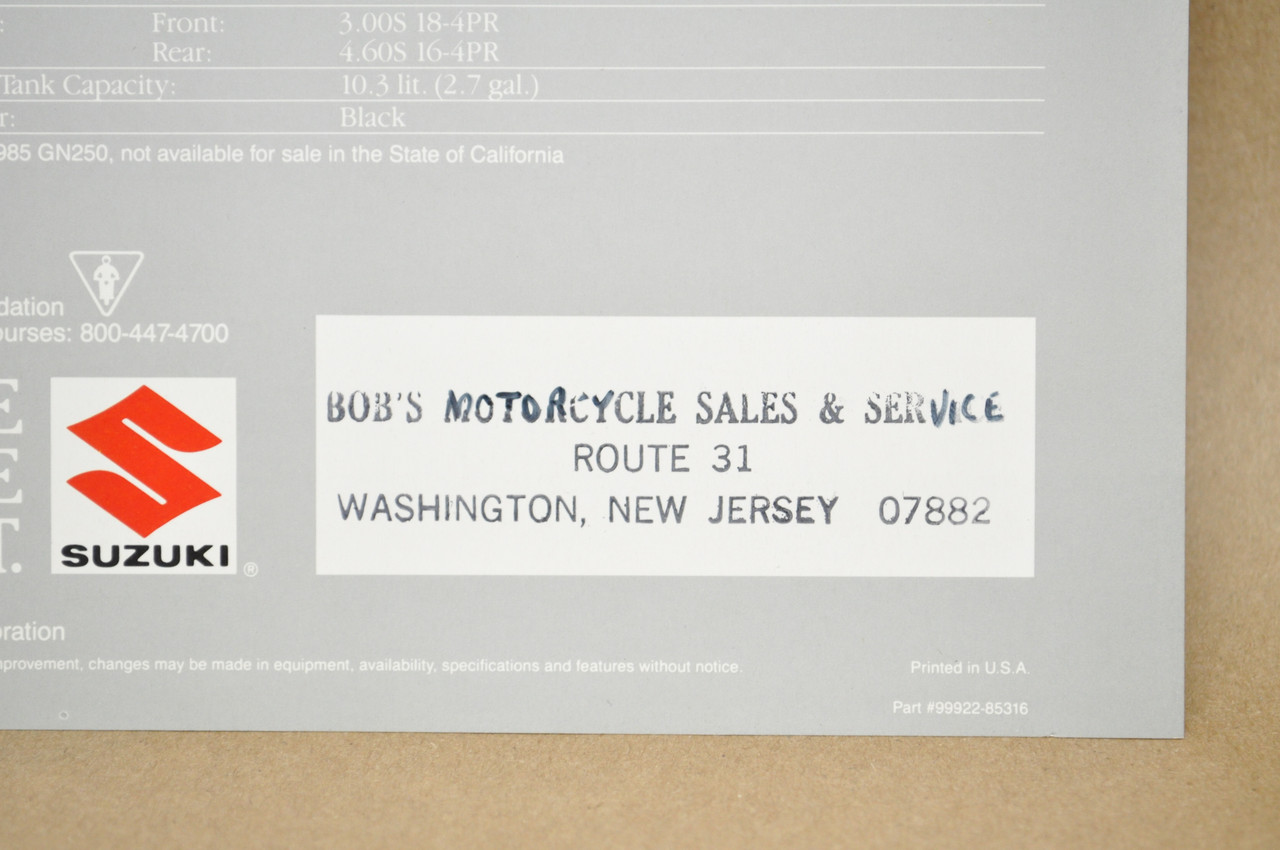 Front: 3.00S 18-4PR
Rear: 4.60S 16-4PR
Tank Capacity: 10.3 lit. (2.7 gal.)
r: Black
985 GN250, not available for sale in the State of California
dation
ourses: 800-447-4700
E
E
T.
SUZUKI ®
BOB'S MOTORCYCLE SALES & SERVICE
ROUTE 31
WASHINGTON, NEW JERSEY 07882
oration
mprovement, changes may be made in equipment, availability, specifications and features without notice.
Printed in U.S.A.
Part #99922-85316